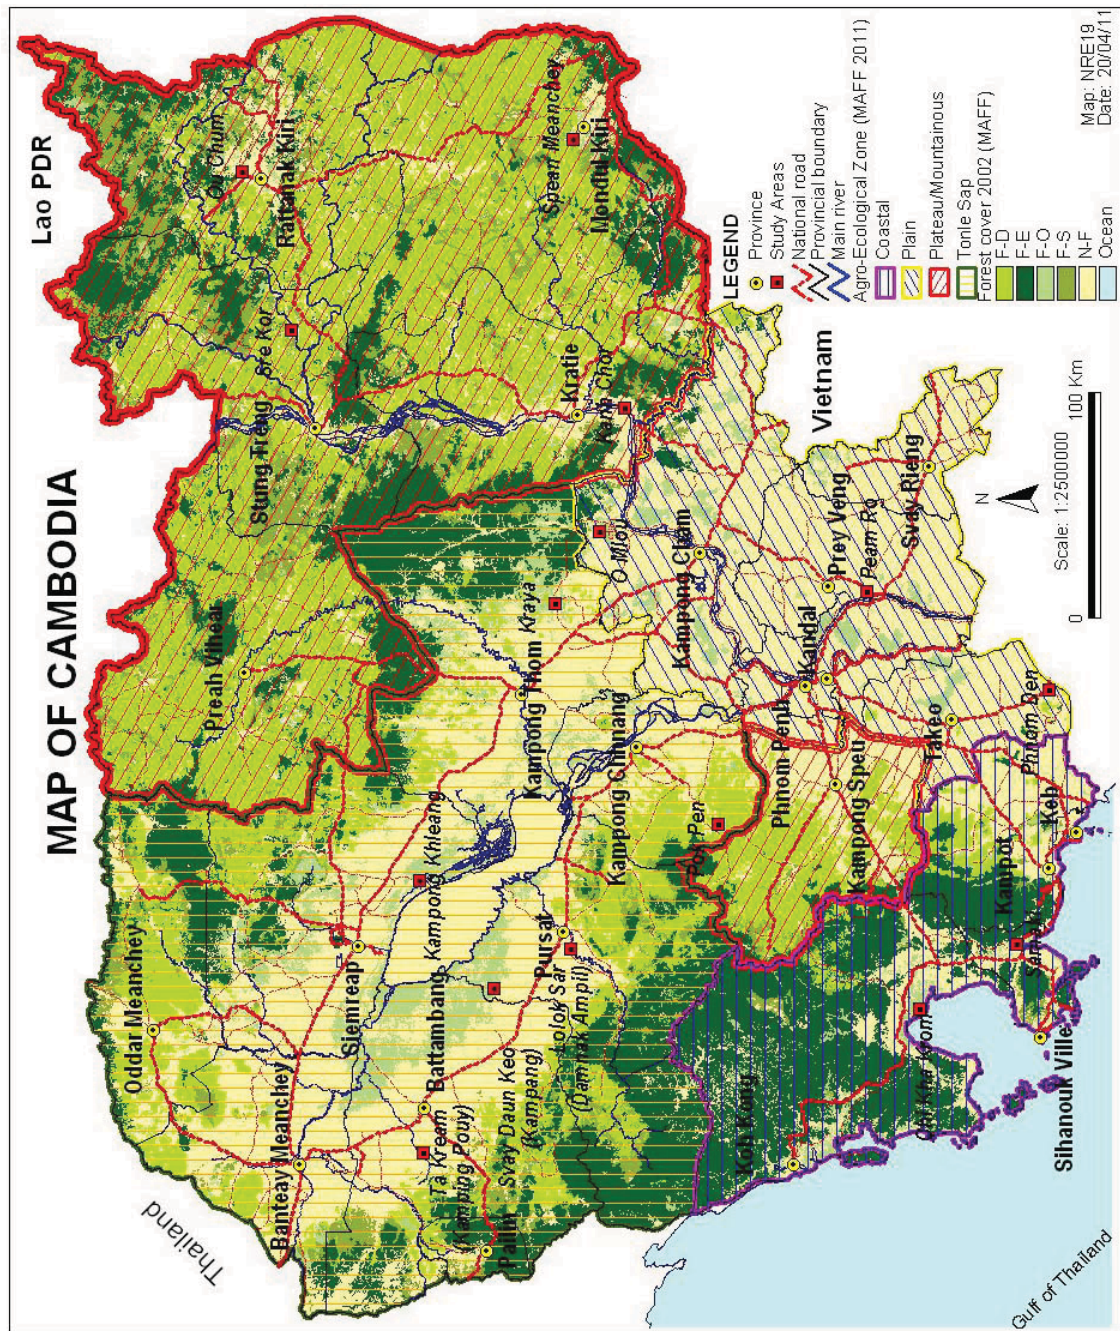 MAP OF CAMBODIA
Lao PDR
Thailand
Vietnam
Gulf of Thailand
Oddar Meanchey
Banteay Meanchey
Siemreap
Preah Vihear
Stung Treng
Rattanak Kiri
Ou Chum
Sre Kor
Mondul Kiri
Spean Meanchey
Kratie
Kang Chor
Battambang
Ta Kream
(Kamping Pouy)
Pailin
Svay Daun Keo
(Kampang)
Kampong Khleang
Pursat
Lolok Sar
(Damnak Ampil)
Kampong Thom
Kraya
O Mlou
Kampong Cham
Kampong Chhnang
Pos Pen
Phnom Penh
Kandal
Prey Veng
Peam Ro
Svay Rieng
Kampong Speu
Takeo
Phnom Den
Koh Kong
Kampot
Keb
Sihanouk Ville
LEGEND
Province
Study Areas
National road
Provincial boundary
Main river
Agro-Ecological Zone (MAFF 2011)
Coastal
Plain
Plateau/Mountainous
Tonle Sap
Forest cover 2002 (MAFF)
F-D
F-E
F-O
F-S
N-F
Ocean
N
Scale: 1:2500000
0
100 Km
Map: NRE19
Date: 20/04/11